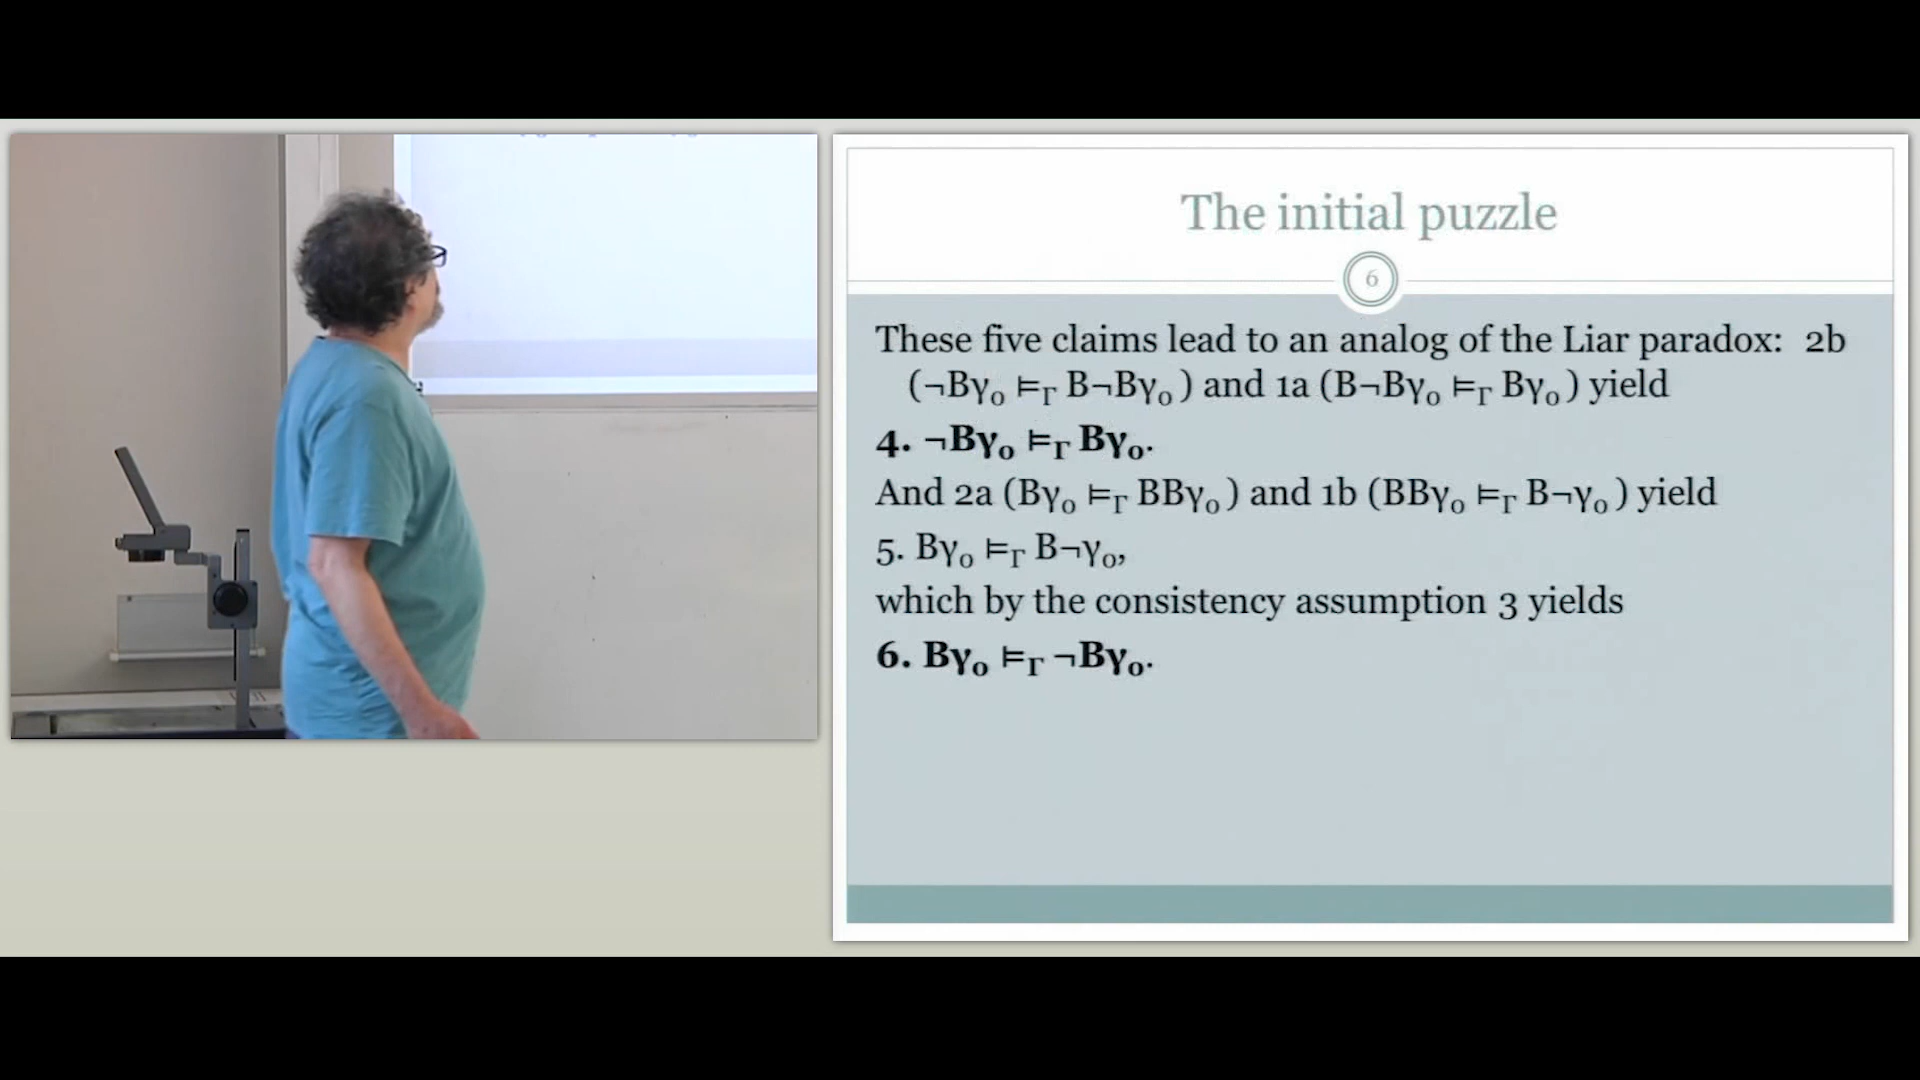 The initial puzzle
6
These five claims lead to an analog of the Liar paradox: 2b
(¬Bγ₀ ⊨Γ B¬Bγ₀ ) and 1a (B¬Bγ₀ ⊨Γ Bγ₀ ) yield
4. ¬Bγ₀ ⊨Γ Bγ₀.
And 2a (Bγ₀ ⊨Γ BBγ₀ ) and 1b (BBγ₀ ⊨Γ B¬γ₀ ) yield
5. Bγ₀ ⊨Γ B¬γ₀,
which by the consistency assumption 3 yields
6. Bγ₀ ⊨Γ ¬Bγ₀.